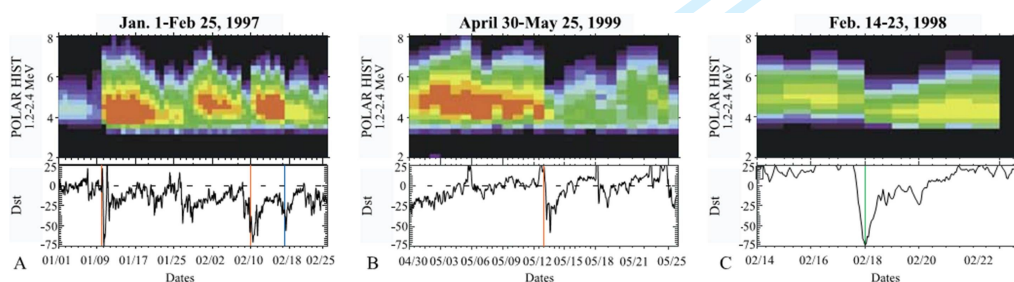 Jan. 1-Feb 25, 1997
POLAR HIST
1.2-2.4 MeV
8
6
4
2
Dst
25
0
-25
-50
-75
A
01/01 01/09 01/17 01/25 02/02 02/10 02/18 02/25
Dates
April 30-May 25, 1999
POLAR HIST
1.2-2.4 MeV
8
6
4
2
Dst
25
0
-25
-50
-75
B
04/30 05/03 05/06 05/09 05/12 05/15 05/18 05/21 05/25
Dates
Feb. 14-23, 1998
POLAR HIST
1.2-2.4 MeV
8
6
4
2
Dst
25
0
-25
-50
-75
C
02/14 02/16 02/18 02/20 02/22
Dates